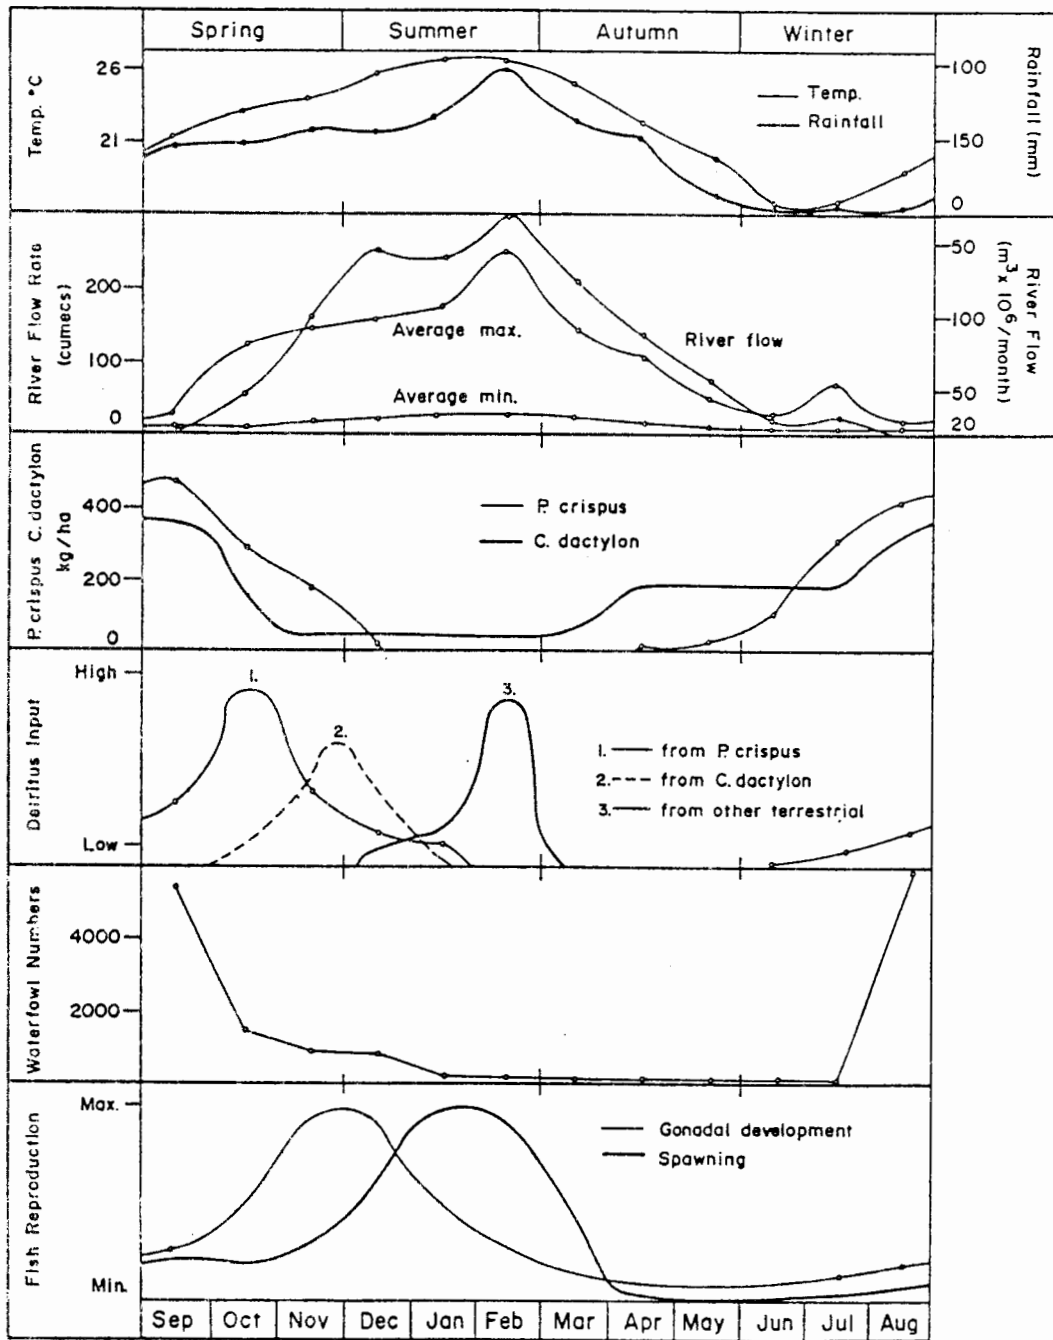 Spring Summer Autumn Winter
Temp. °C
26
21
Temp.
Rainfall
100
150
0
Rainfall (mm)
River Flow Rate
(cumecs)
200
100
0
Average max.
River flow
Average min.
50
100
50
20
River Flow
(m³ x 10⁶/month)
P. crispus C. dactylon
kg/ha
400
200
0
P. crispus
C. dactylon
Detritus Input
High
Low
1.
2.
3.
1. from P. crispus
2. from C. dactylon
3. from other terrestrial
Waterfowl Numbers
4000
2000
Fish Reproduction
Max.
Min.
Gonadal development
Spawning
Sep Oct Nov Dec Jan Feb Mar Apr May Jun Jul Aug